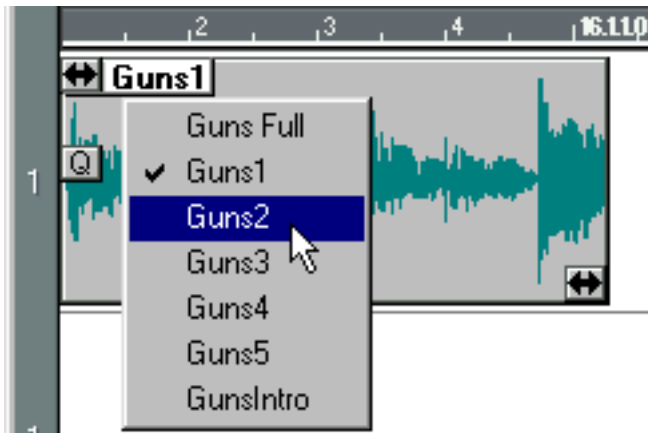 2 3 4 16.1.1.0
Guns1
Guns Full
Q
1
✔ Guns1
Guns2
Guns3
Guns4
Guns5
GunsIntro
1